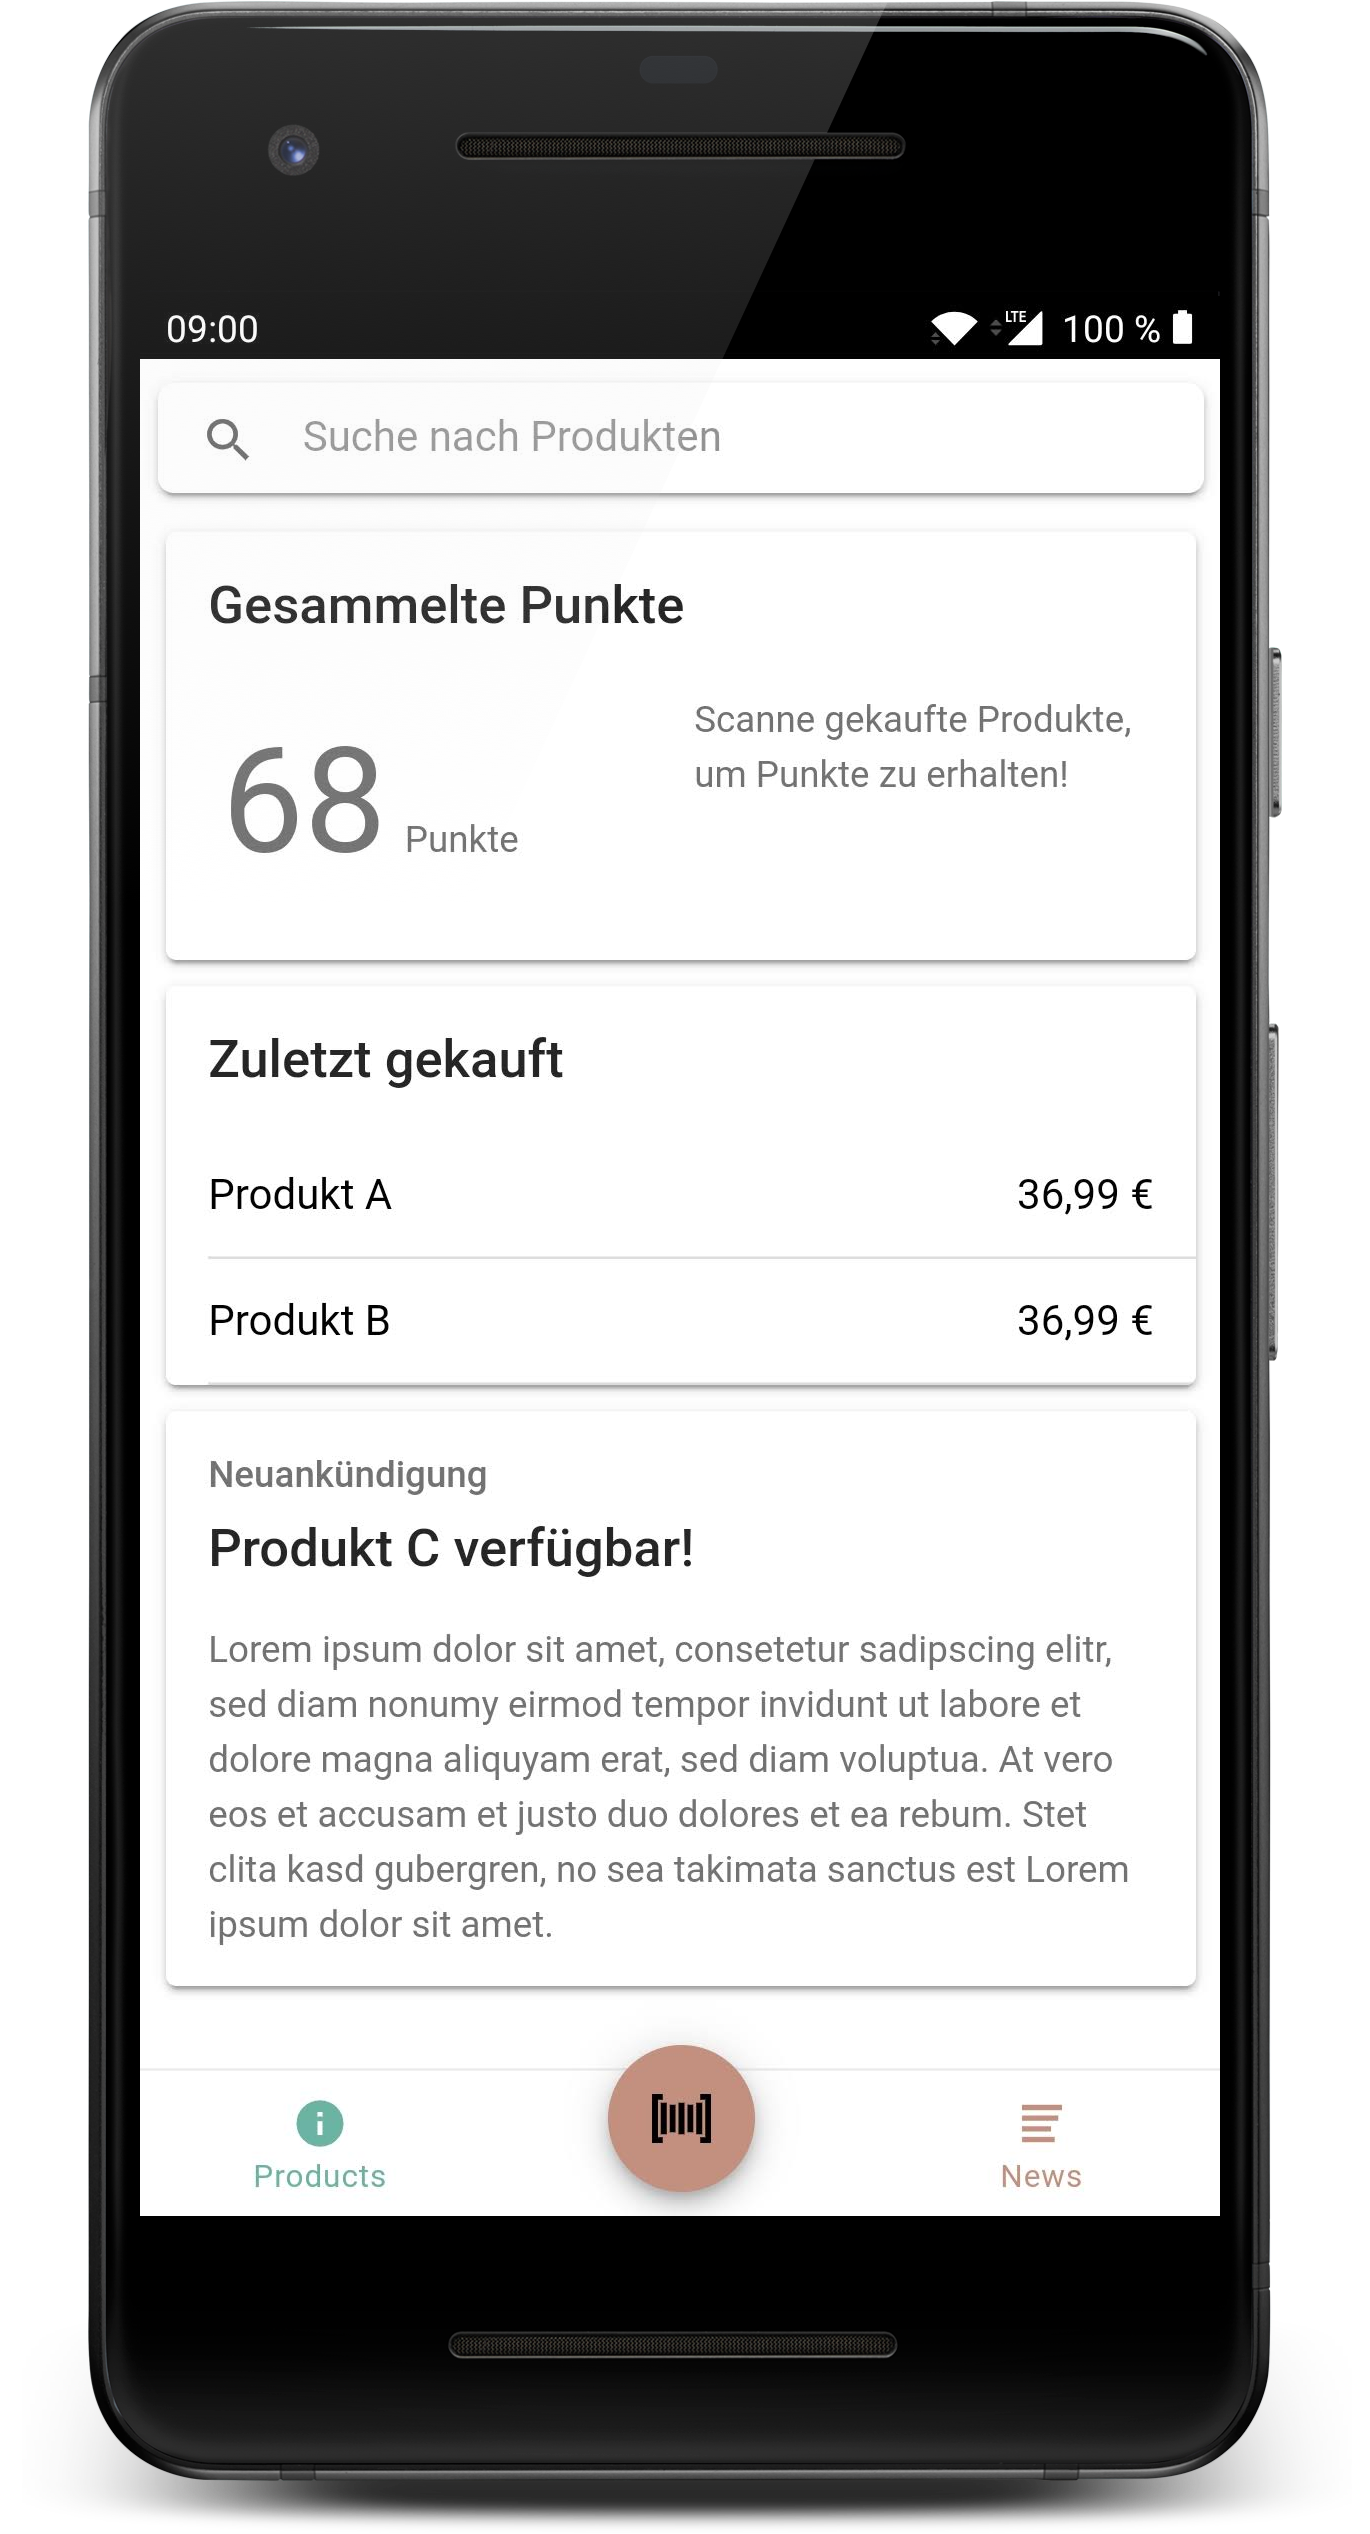 09:00
LTE 100 %
Suche nach Produkten
Gesammelte Punkte
Scanne gekaufte Produkte,
um Punkte zu erhalten!
68 Punkte
Zuletzt gekauft
Produkt A 36,99 €
Produkt B 36,99 €
Neuankündigung
Produkt C verfügbar!
Lorem ipsum dolor sit amet, consetetur sadipscing elitr,
sed diam nonumy eirmod tempor invidunt ut labore et
dolore magna aliquyam erat, sed diam voluptua. At vero
eos et accusam et justo duo dolores et ea rebum. Stet
clita kasd gubergren, no sea takimata sanctus est Lorem
ipsum dolor sit amet.
Products
News